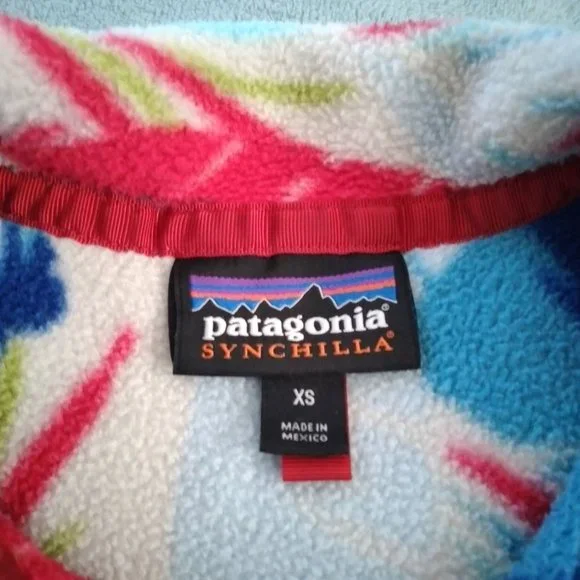 patagonia®
SYNCHILLA®
XS
MADE IN
MEXICO